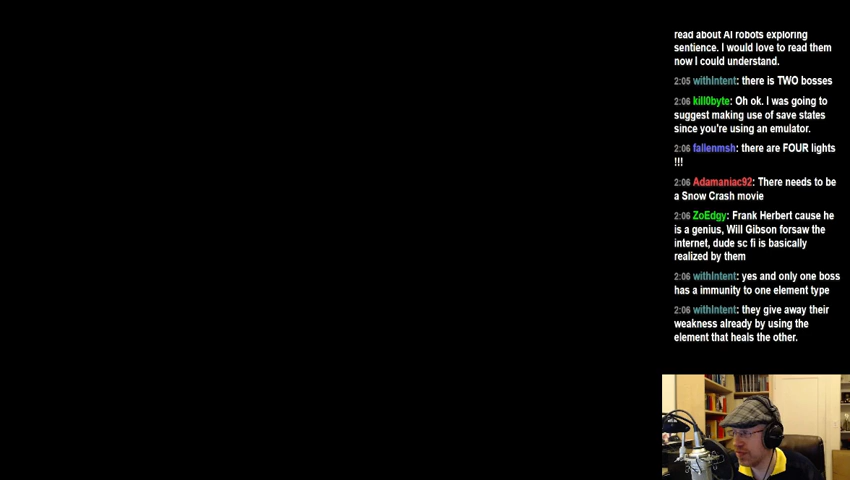 read about AI robots exploring
sentience. I would love to read them
now I could understand.
2:05 withIntent: there is TWO bosses
2:06 kill0byte: Oh ok. I was going to
suggest making use of save states
since you're using an emulator.
2:06 fallenmsh: there are FOUR lights
!!!
2:06 Adamaniac92: There needs to be
a Snow Crash movie
2:06 ZoEdgy: Frank Herbert cause he
is a genius, Will Gibson forsaw the
internet, dude sc fi is basically
realized by them
2:06 withIntent: yes and only one boss
has a immunity to one element type
2:06 withIntent: they give away their
weakness already by using the
element that heals the other.